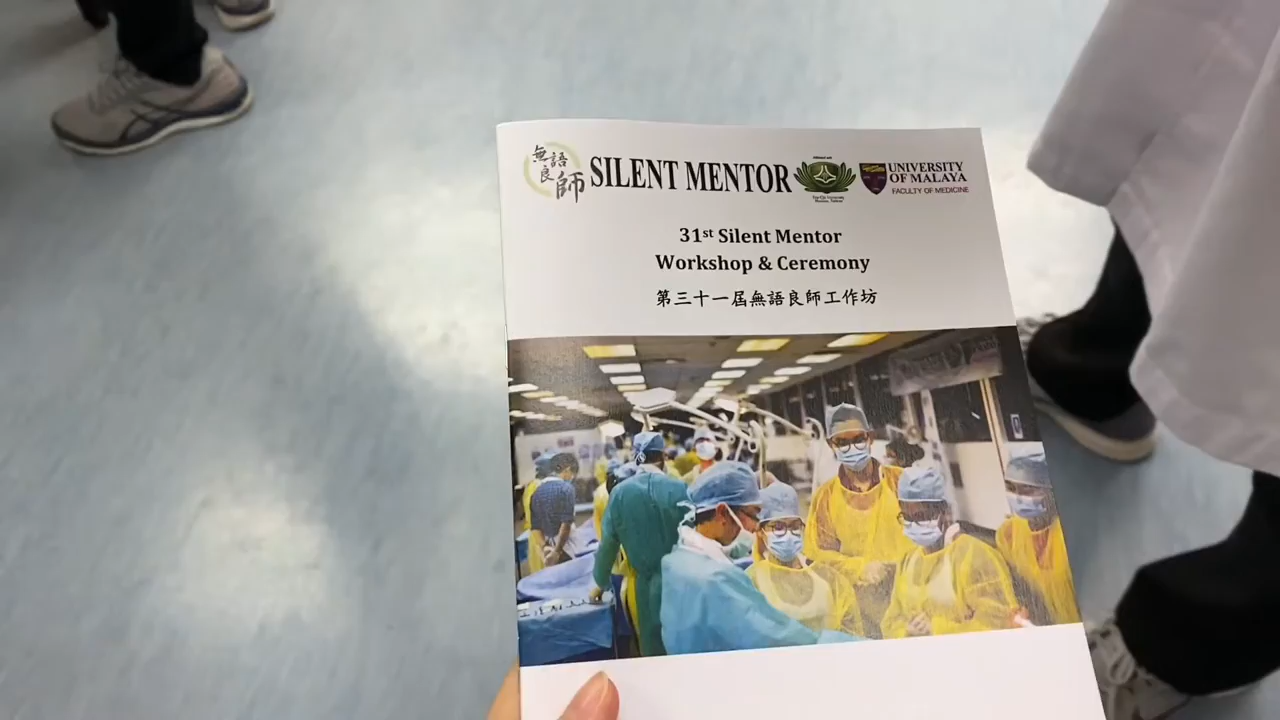 無語
良師
SILENT MENTOR
UNIVERSITY
OF MALAYA
FACULTY OF MEDICINE
31st Silent Mentor
Workshop & Ceremony
第三十一屆無語良師工作坊